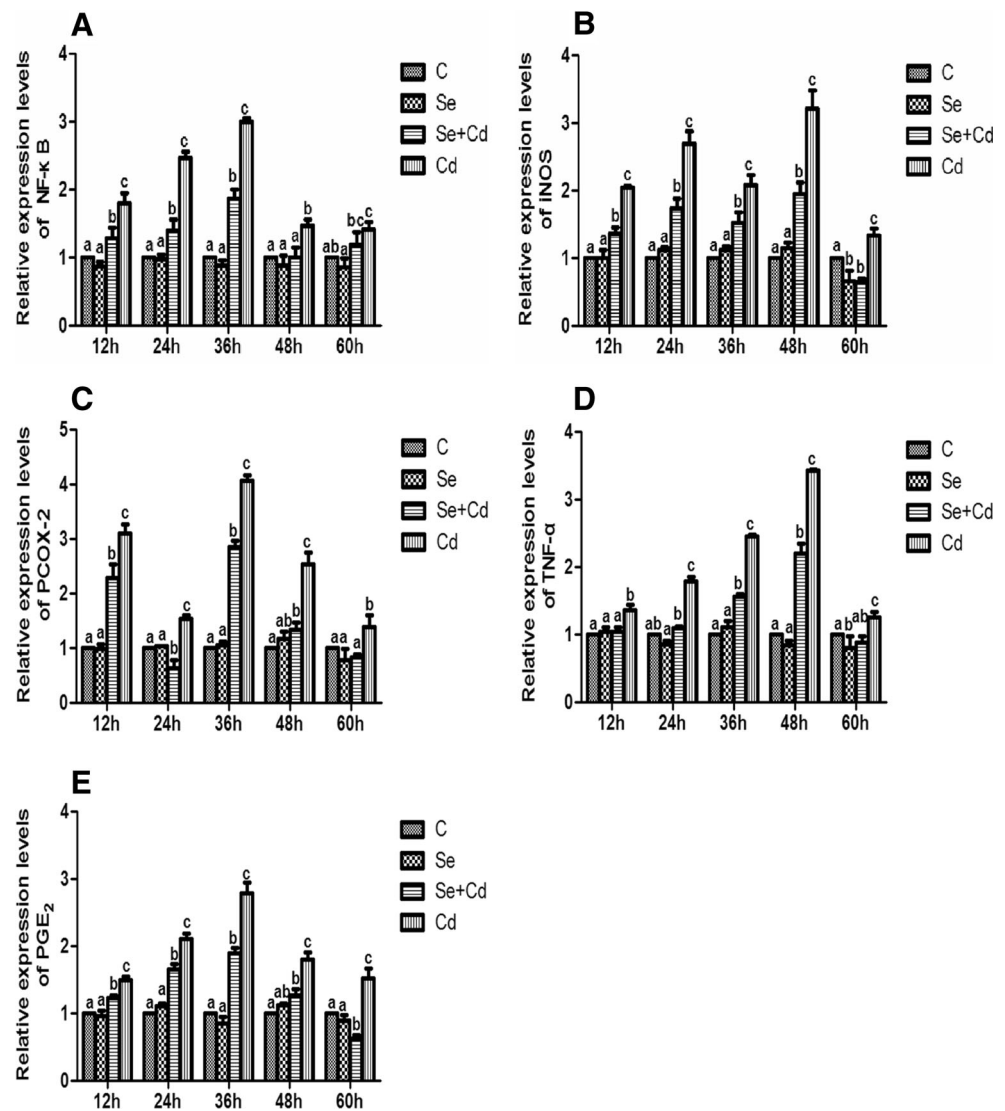 A
Relative expression levels
of NF-κ B
4
3
2
1
0
a a b c
a a b c
a a b c
a a a b
ab a bc c
12h 24h 36h 48h 60h
C
Se
Se+Cd
Cd
B
Relative expression levels
of iNOS
4
3
2
1
0
a a b c
a a b c
a a b c
a a b c
a b b c
12h 24h 36h 48h 60h
C
Se
Se+Cd
Cd
C
Relative expression levels
of PCOX-2
5
4
3
2
1
0
a a b c
a a b c
a a b c
a ab b c
a a a b
12h 24h 36h 48h 60h
C
Se
Se+Cd
Cd
D
Relative expression levels
of TNF-α
4
3
2
1
0
a a a b
ab a b c
a a b c
a a b c
a b ab c
12h 24h 36h 48h 60h
C
Se
Se+Cd
Cd
E
Relative expression levels
of PGE2
4
3
2
1
0
a a b c
a a b c
a a b c
a ab b c
a a b c
12h 24h 36h 48h 60h
C
Se
Se+Cd
Cd